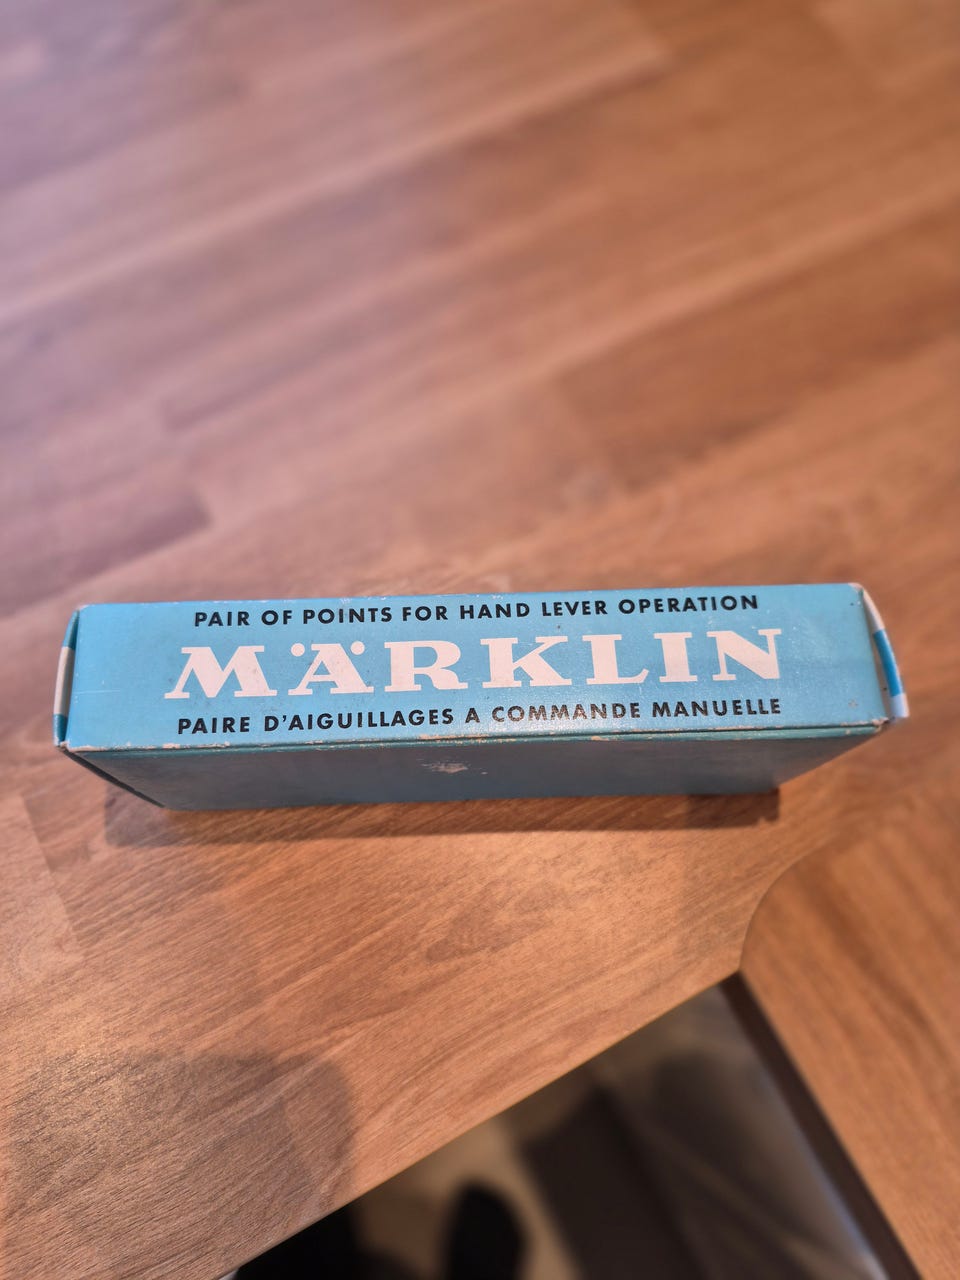 PAIR OF POINTS FOR HAND LEVER OPERATION
MÄRKLIN
PAIRE D'AIGUILLAGES A COMMANDE MANUELLE